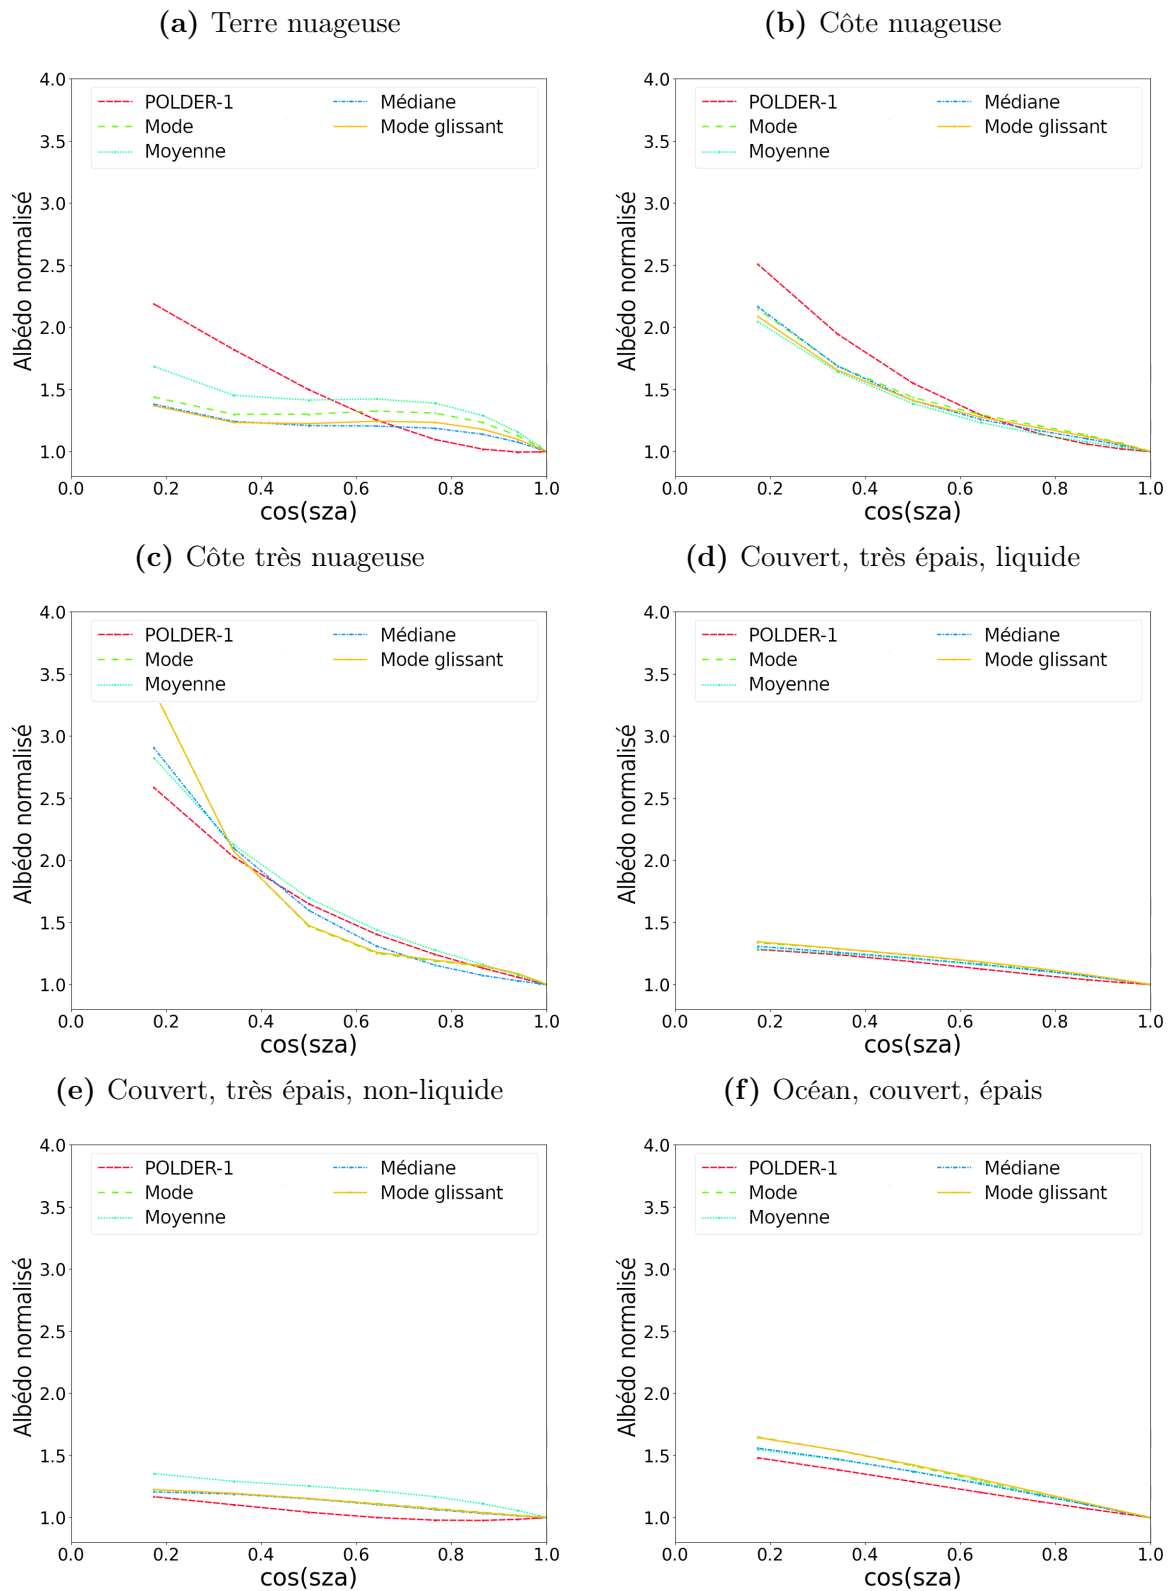 (a) Terre nuageuse
4.0
3.5
3.0
2.5
2.0
1.5
1.0
Albédo normalisé
POLDER-1
Mode
Moyenne
Médiane
Mode glissant
0.0 0.2 0.4 0.6 0.8 1.0
cos(sza)
(b) Côte nuageuse
4.0
3.5
3.0
2.5
2.0
1.5
1.0
Albédo normalisé
POLDER-1
Mode
Moyenne
Médiane
Mode glissant
0.0 0.2 0.4 0.6 0.8 1.0
cos(sza)
(c) Côte très nuageuse
4.0
3.5
3.0
2.5
2.0
1.5
1.0
Albédo normalisé
POLDER-1
Mode
Moyenne
Médiane
Mode glissant
0.0 0.2 0.4 0.6 0.8 1.0
cos(sza)
(d) Couvert, très épais, liquide
4.0
3.5
3.0
2.5
2.0
1.5
1.0
Albédo normalisé
POLDER-1
Mode
Moyenne
Médiane
Mode glissant
0.0 0.2 0.4 0.6 0.8 1.0
cos(sza)
(e) Couvert, très épais, non-liquide
4.0
3.5
3.0
2.5
2.0
1.5
1.0
Albédo normalisé
POLDER-1
Mode
Moyenne
Médiane
Mode glissant
0.0 0.2 0.4 0.6 0.8 1.0
cos(sza)
(f) Océan, couvert, épais
4.0
3.5
3.0
2.5
2.0
1.5
1.0
Albédo normalisé
POLDER-1
Mode
Moyenne
Médiane
Mode glissant
0.0 0.2 0.4 0.6 0.8 1.0
cos(sza)